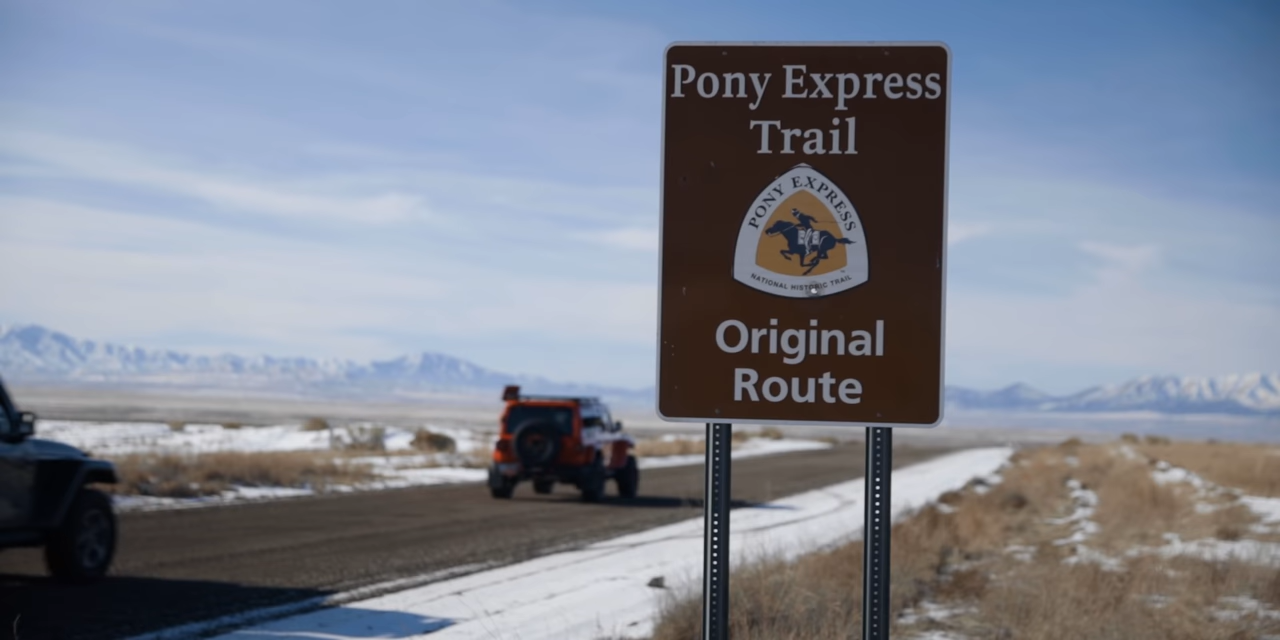 Pony Express
Trail
PONY EXPRESS
NATIONAL HISTORIC TRAIL
Original
Route